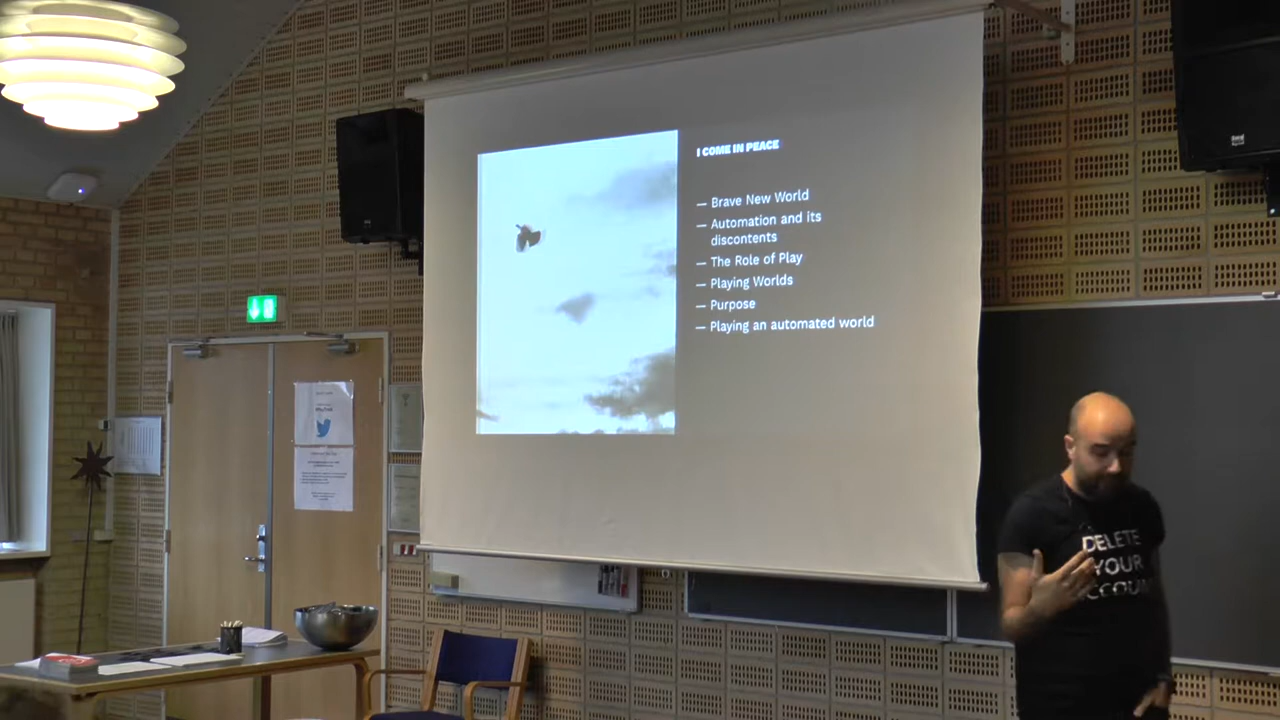 I COME IN PEACE
— Brave New World
— Automation and its
discontents
— The Role of Play
— Playing Worlds
— Purpose
— Playing an automated world
DELETE
YOUR
ACCOUNT